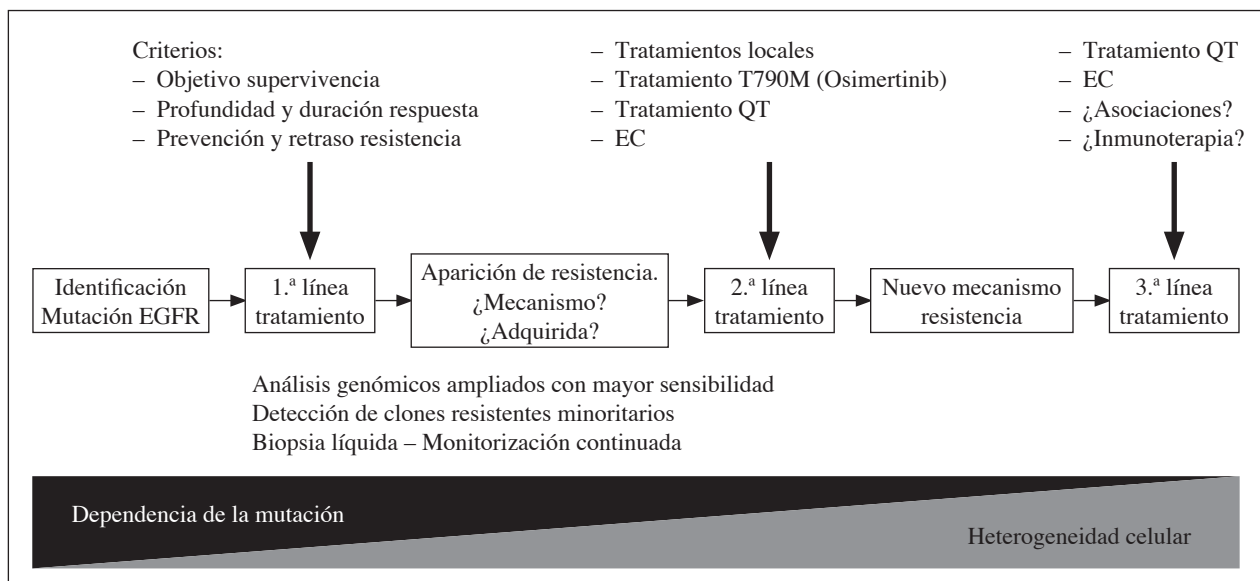 Criterios:
– Objetivo supervivencia
– Profundidad y duración respuesta
– Prevención y retraso resistencia
– Tratamientos locales
– Tratamiento T790M (Osimertinib)
– Tratamiento QT
– EC
– Tratamiento QT
– EC
– ¿Asociaciones?
– ¿Inmunoterapia?
Identificación
Mutación EGFR
1.ª línea
tratamiento
Aparición de resistencia.
¿Mecanismo?
¿Adquirida?
2.ª línea
tratamiento
Nuevo mecanismo
resistencia
3.ª línea
tratamiento
Análisis genómicos ampliados con mayor sensibilidad
Detección de clones resistentes minoritarios
Biopsia líquida – Monitorización continuada
Dependencia de la mutación
Heterogeneidad celular